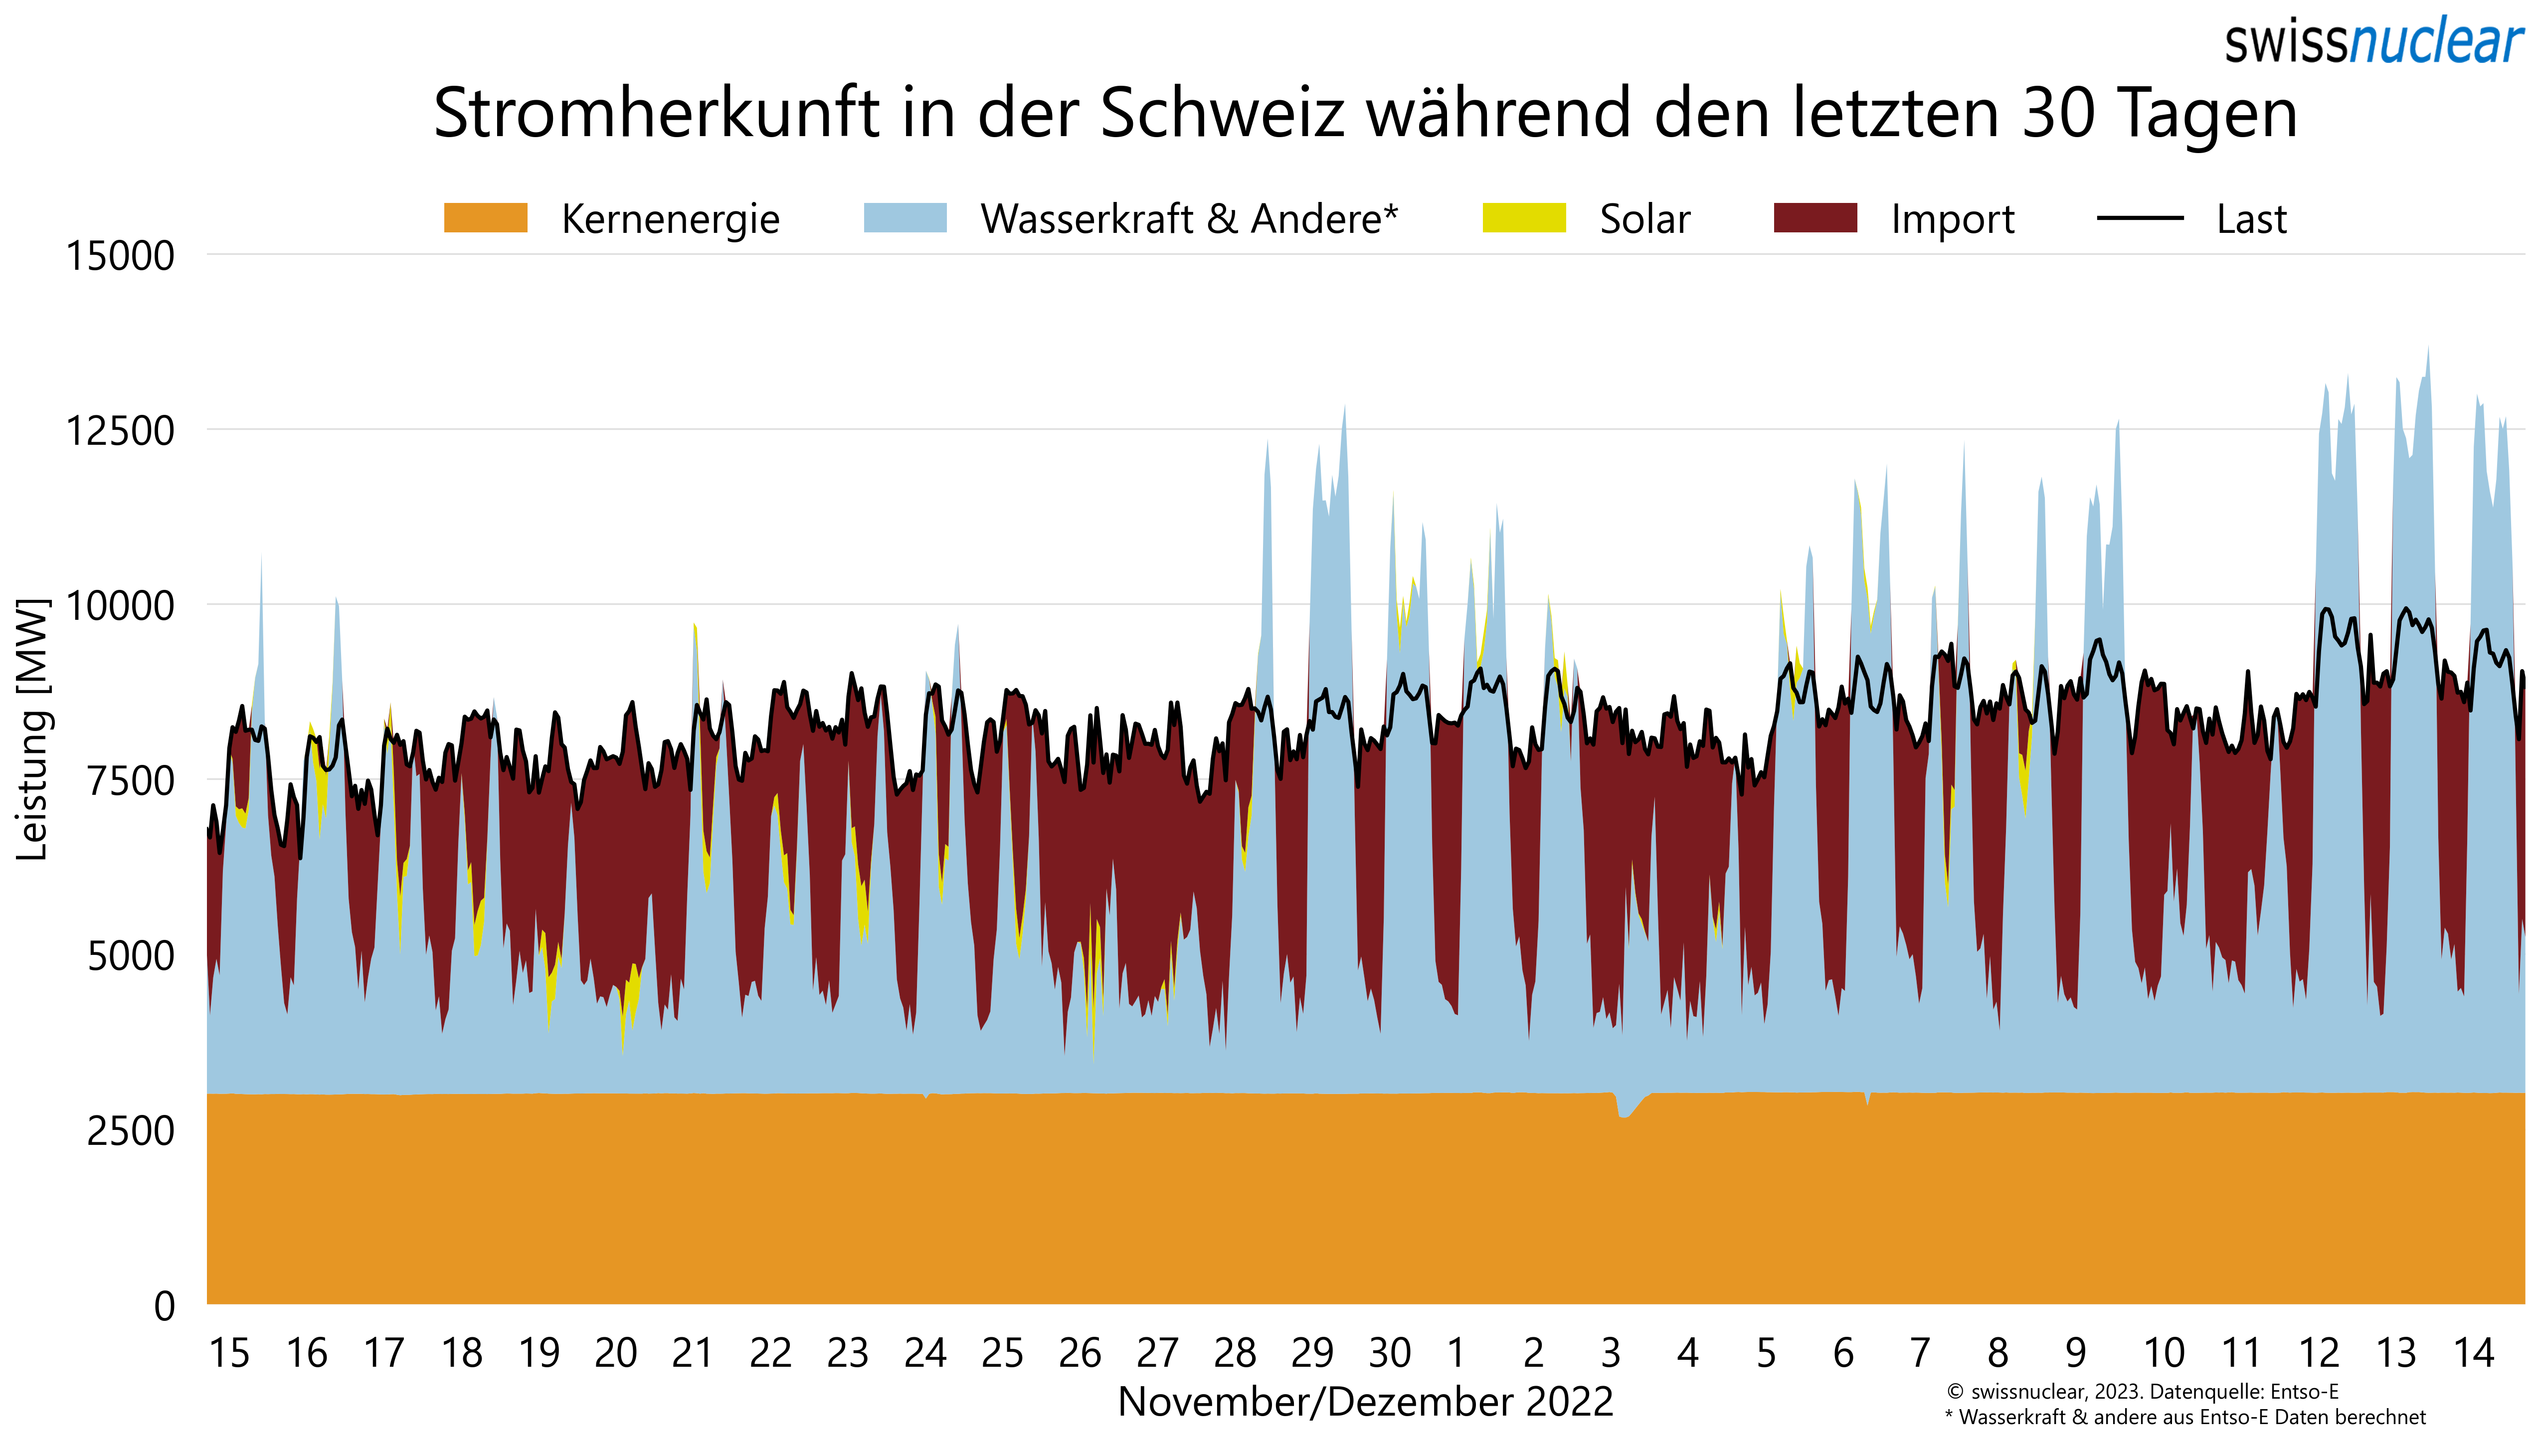 swissnuclear
Stromherkunft in der Schweiz während den letzten 30 Tagen
Kernenergie Wasserkraft & Andere* Solar Import Last
15000
12500
10000
7500
5000
2500
0
Leistung [MW]
15 16 17 18 19 20 21 22 23 24 25 26 27 28 29 30 1 2 3 4 5 6 7 8 9 10 11 12 13 14
November/Dezember 2022
© swissnuclear, 2023. Datenquelle: Entso-E
* Wasserkraft & andere aus Entso-E Daten berechnet